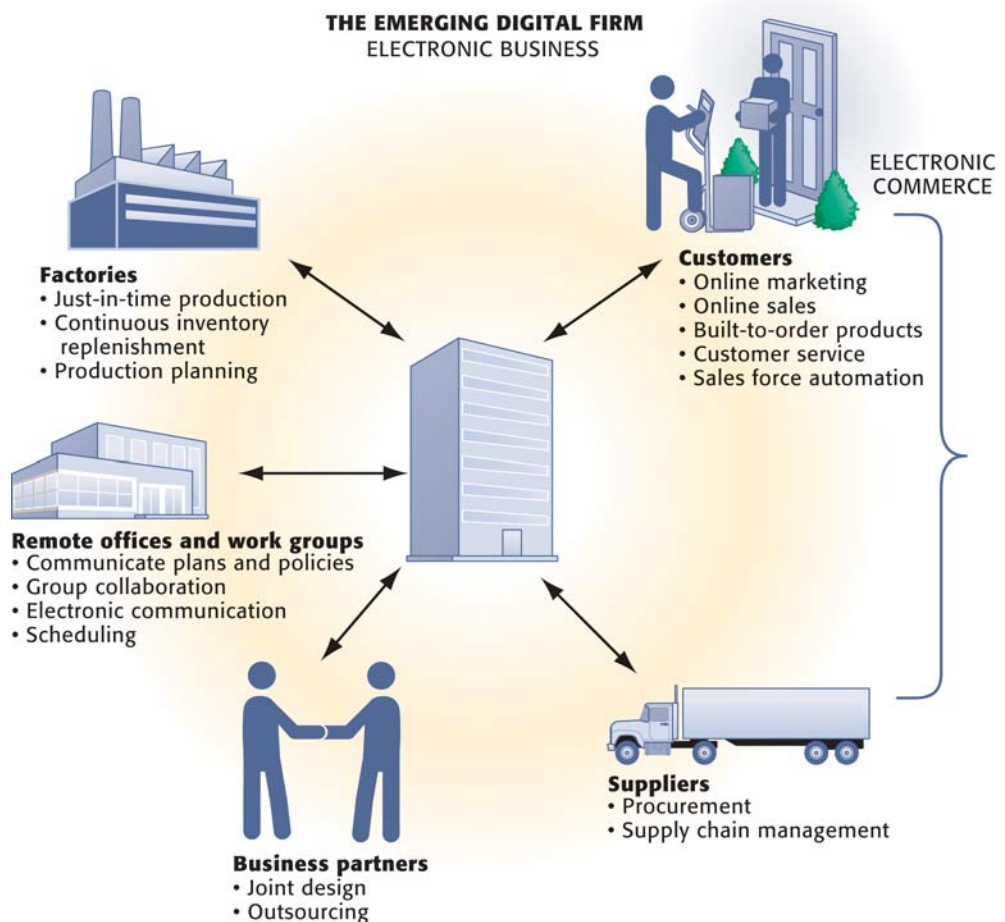 THE EMERGING DIGITAL FIRM
ELECTRONIC BUSINESS
ELECTRONIC
COMMERCE
Factories
• Just-in-time production
• Continuous inventory
replenishment
• Production planning
Customers
• Online marketing
• Online sales
• Built-to-order products
• Customer service
• Sales force automation
Remote offices and work groups
• Communicate plans and policies
• Group collaboration
• Electronic communication
• Scheduling
Business partners
• Joint design
• Outsourcing
Suppliers
• Procurement
• Supply chain management